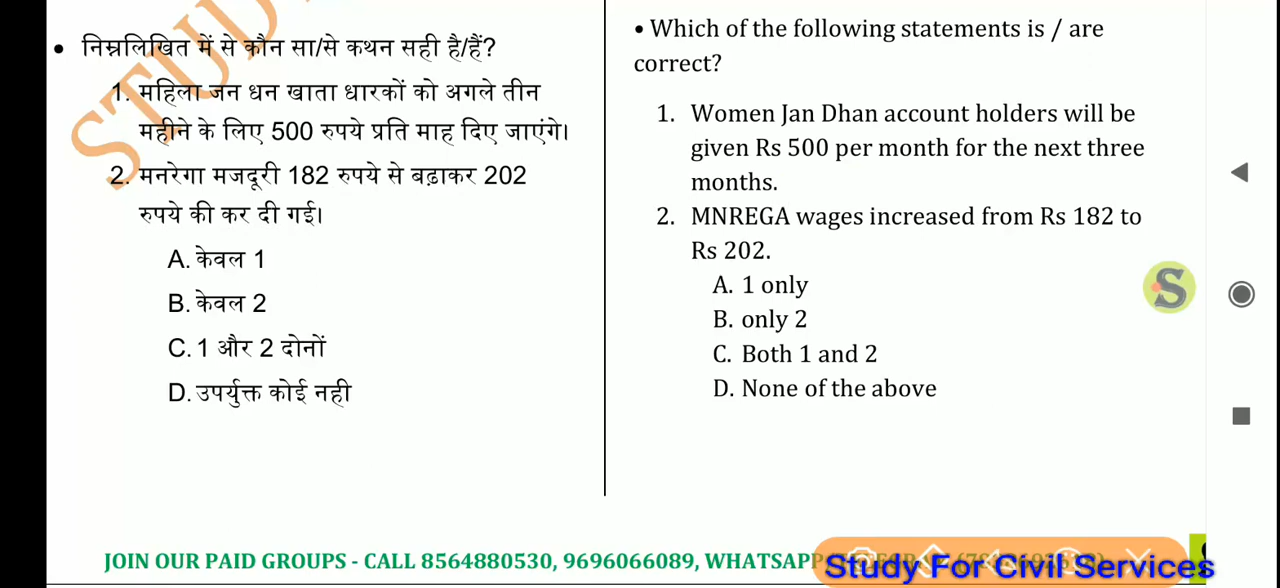 • निम्नलिखित में से कौन सा/से कथन सही है/हैं?
1. महिला जन धन खाता धारकों को अगले तीन
महीने के लिए 500 रुपये प्रति माह दिए जाएंगे।
2. मनरेगा मजदूरी 182 रुपये से बढ़ाकर 202
रुपये की कर दी गई।
A. केवल 1
B. केवल 2
C. 1 और 2 दोनों
D. उपर्युक्त कोई नही
• Which of the following statements is / are
correct?
1. Women Jan Dhan account holders will be
given Rs 500 per month for the next three
months.
2. MNREGA wages increased from Rs 182 to
Rs 202.
A. 1 only
B. only 2
C. Both 1 and 2
D. None of the above
S
JOIN OUR PAID GROUPS - CALL 8564880530, 9696066089, WHATSAPP
Study For Civil Services